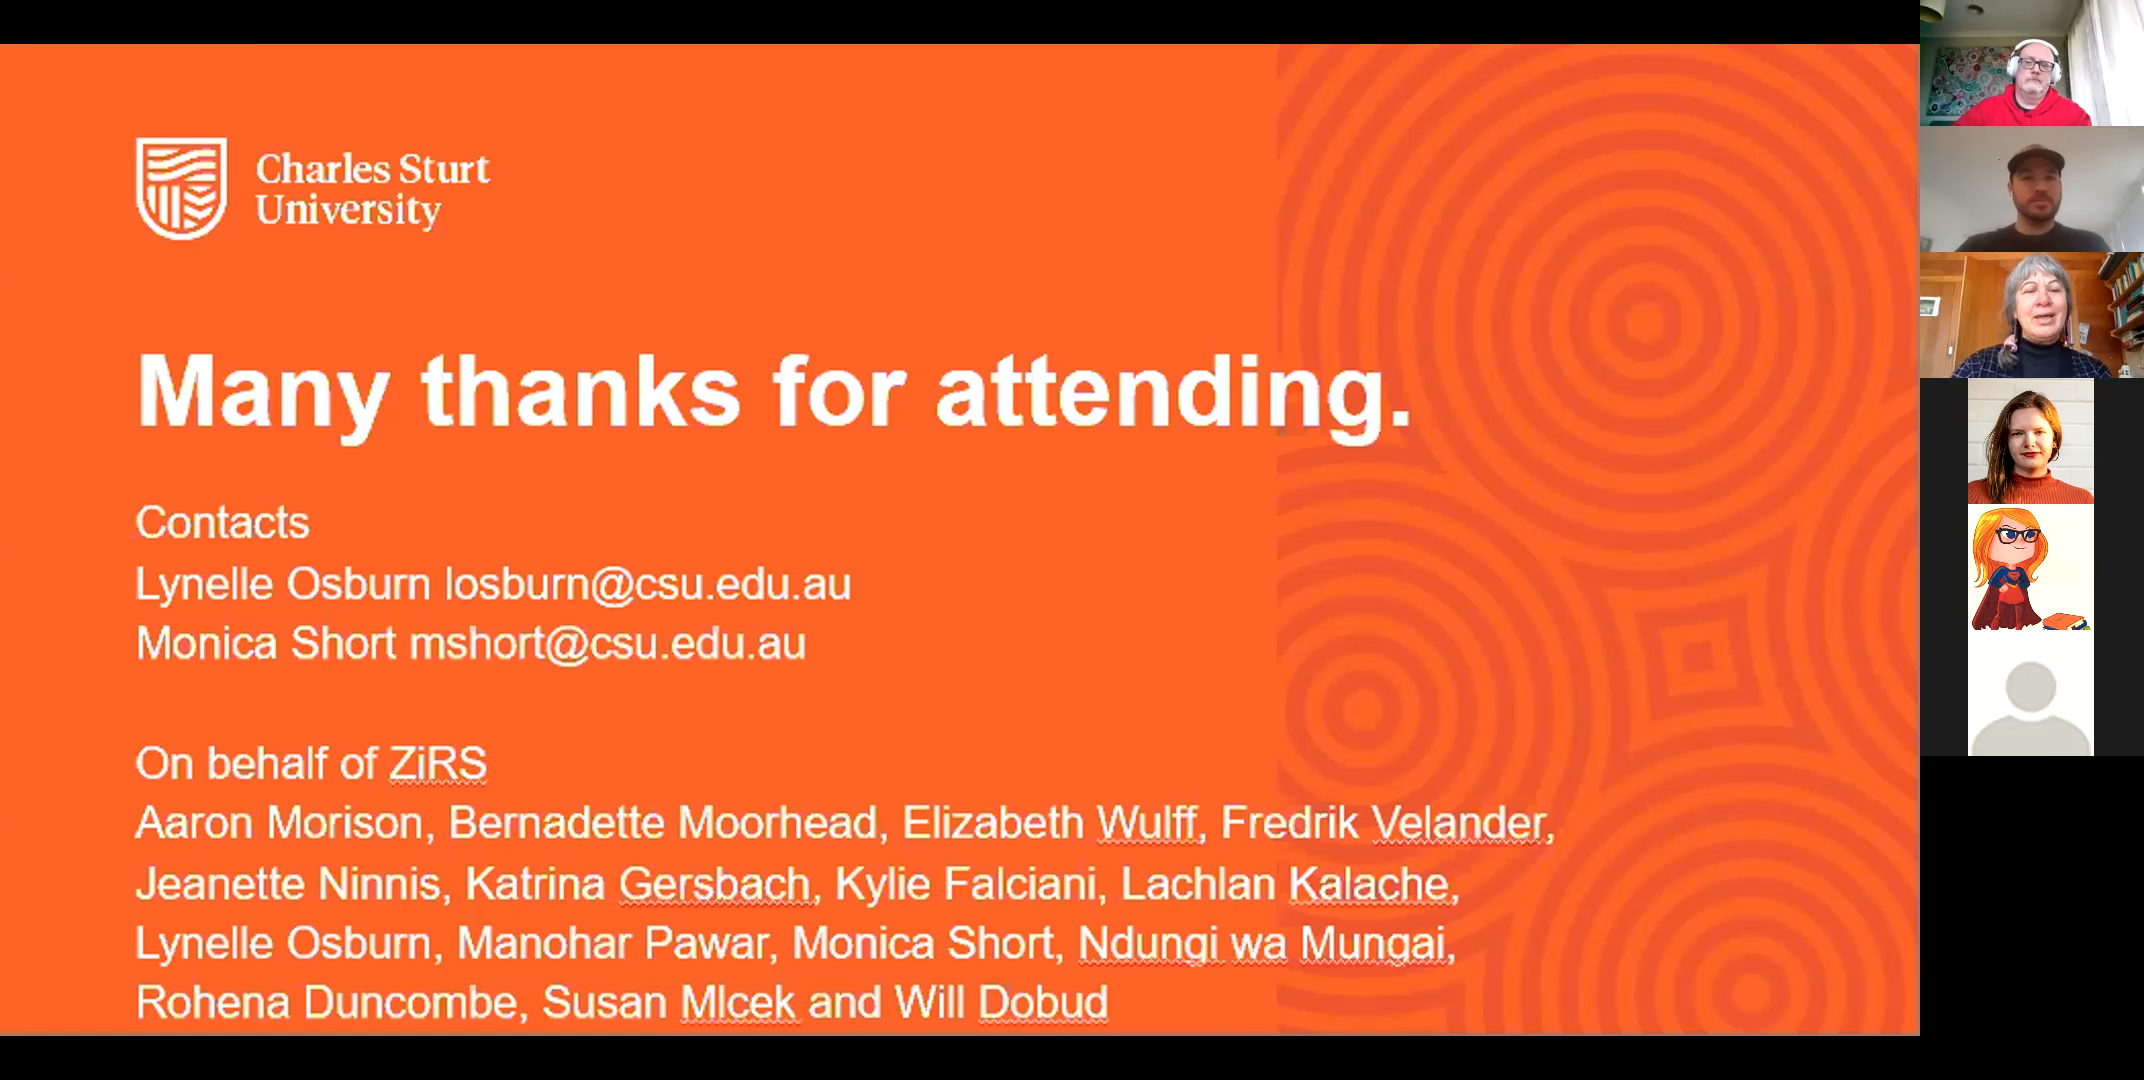 Charles Sturt
University
Many thanks for attending.
Contacts
Lynelle Osburn losburn@csu.edu.au
Monica Short mshort@csu.edu.au
On behalf of ZiRS
Aaron Morison, Bernadette Moorhead, Elizabeth Wulff, Fredrik Velander,
Jeanette Ninnis, Katrina Gersbach, Kylie Falciani, Lachlan Kalache,
Lynelle Osburn, Manohar Pawar, Monica Short, Ndungi wa Mungai,
Rohena Duncombe, Susan Mlcek and Will Dobud